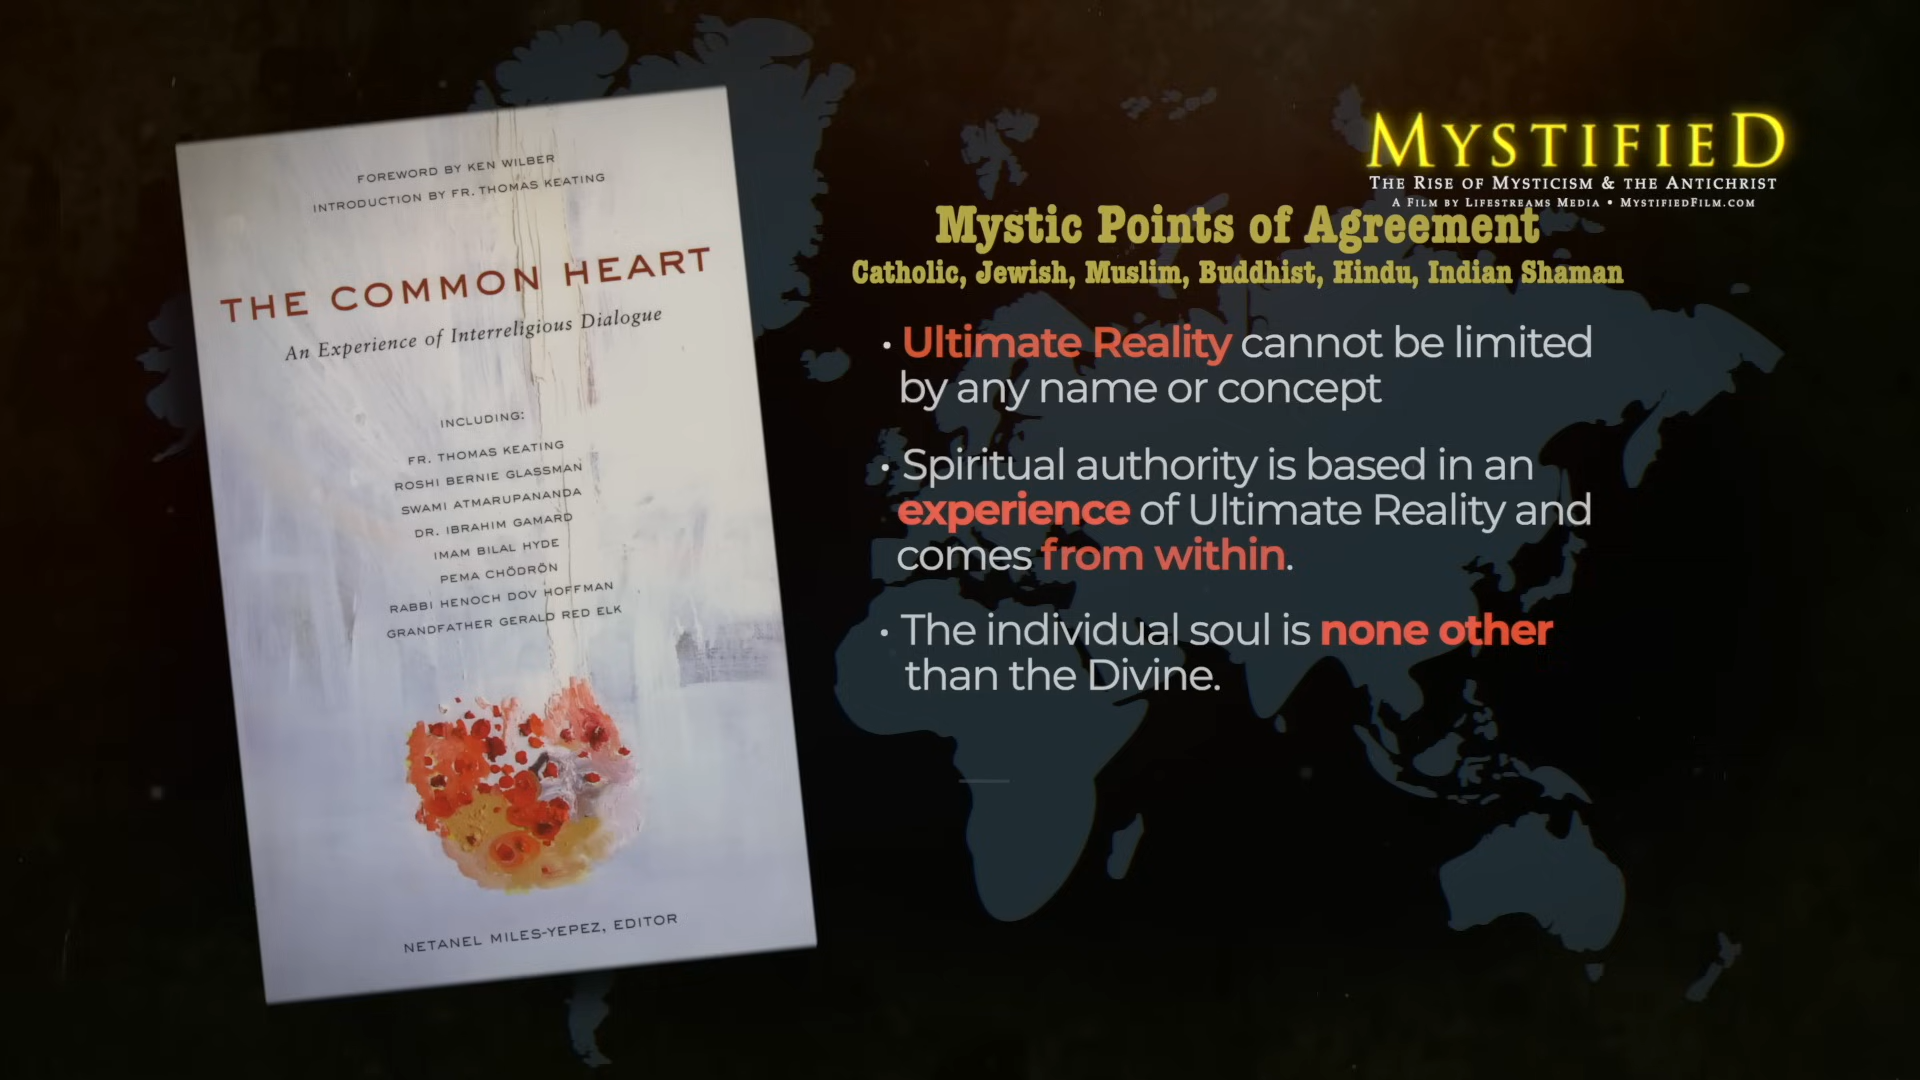 FOREWORD BY KEN WILBER
INTRODUCTION BY FR. THOMAS KEATING
THE COMMON HEART
An Experience of Interreligious Dialogue
INCLUDING:
FR. THOMAS KEATING
ROSHI BERNIE GLASSMAN
SWAMI ATMARUPANANDA
DR. IBRAHIM GAMARD
IMAM BILAL HYDE
PEMA CHÖDRÖN
RABBI HENOCH DOV HOFFMAN
GRANDFATHER GERALD RED ELK
NETANEL MILES-YEPEZ, EDITOR
MYSTIFIED
THE RISE OF MYSTICISM & THE ANTICHRIST
A FILM BY LIFESTREAMS MEDIA • MYSTIFIEDFILM.COM
Mystic Points of Agreement
Catholic, Jewish, Muslim, Buddhist, Hindu, Indian Shaman
• Ultimate Reality cannot be limited
by any name or concept
• Spiritual authority is based in an
experience of Ultimate Reality and
comes from within.
• The individual soul is none other
than the Divine.